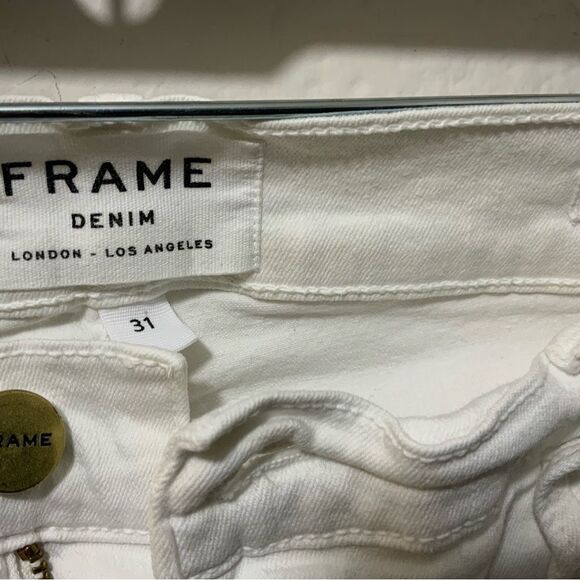 FRAME
DENIM
LONDON - LOS ANGELES
31
RAME